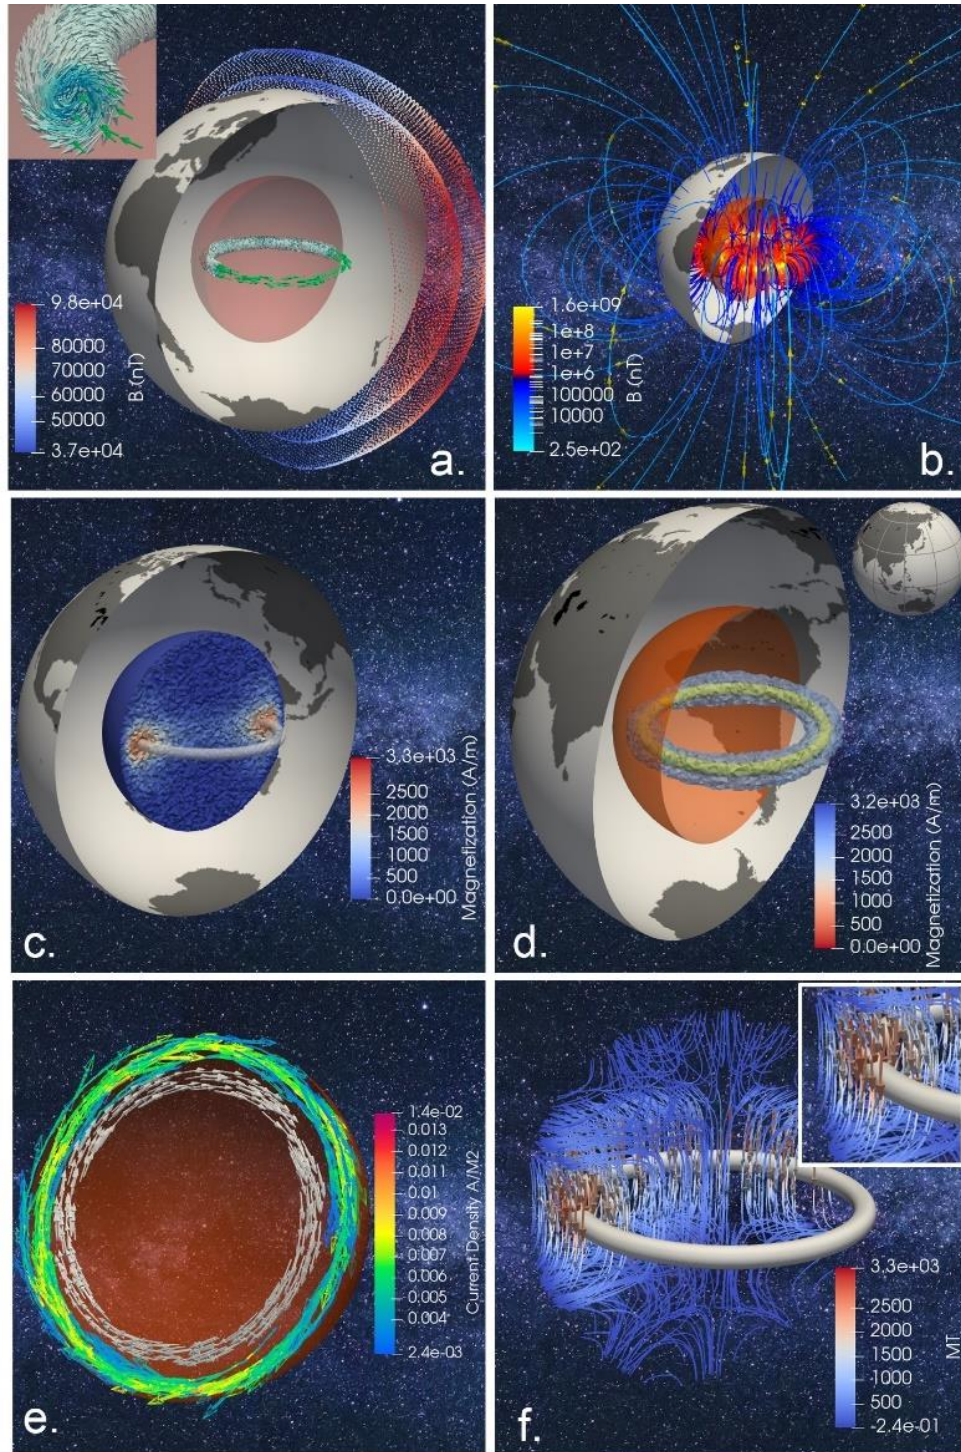 9.8e+04
80000
70000
60000
50000
3.7e+04
B (nT)
a.
1.6e+09
1e+8
1e+7
1e+6
100000
10000
2.5e+02
B (nT)
b.
3.3e+03
2500
2000
1500
1000
500
0.0e+00
Magnetization (A/m)
c.
3.2e+03
2500
2000
1500
1000
500
0.0e+00
Magnetization (A/m)
d.
1.4e-02
0.013
0.012
0.011
0.01
0.009
0.008
0.007
0.006
0.005
0.004
2.4e-03
Current Density A/M2
e.
3.3e+03
2500
2000
1500
1000
500
-2.4e-01
MT
f.